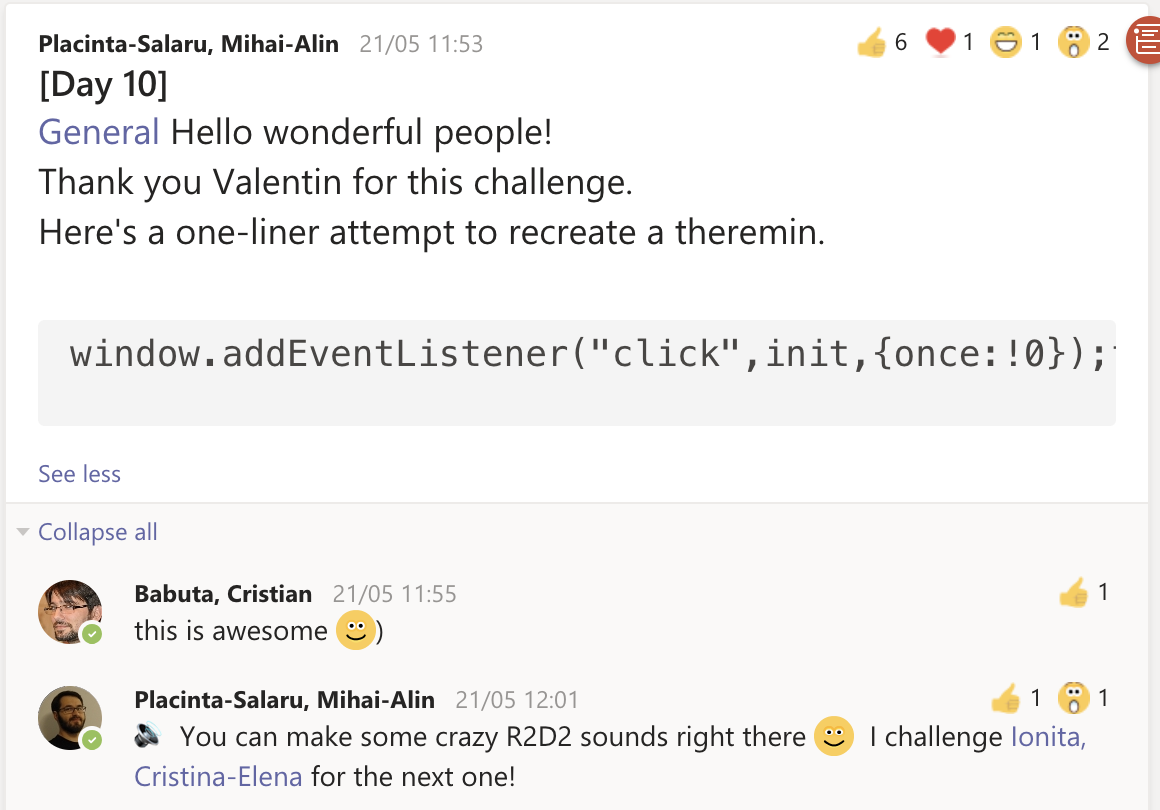 Placinta-Salaru, Mihai-Alin 21/05 11:53 6 1 1 2
[Day 10]
General Hello wonderful people!
Thank you Valentin for this challenge.
Here's a one-liner attempt to recreate a theremin.
window.addEventListener("click",init,{once:!0});
See less
Collapse all
Babuta, Cristian 21/05 11:55 1
this is awesome )
Placinta-Salaru, Mihai-Alin 21/05 12:01 1 1
You can make some crazy R2D2 sounds right there I challenge Ionita,
Cristina-Elena for the next one!